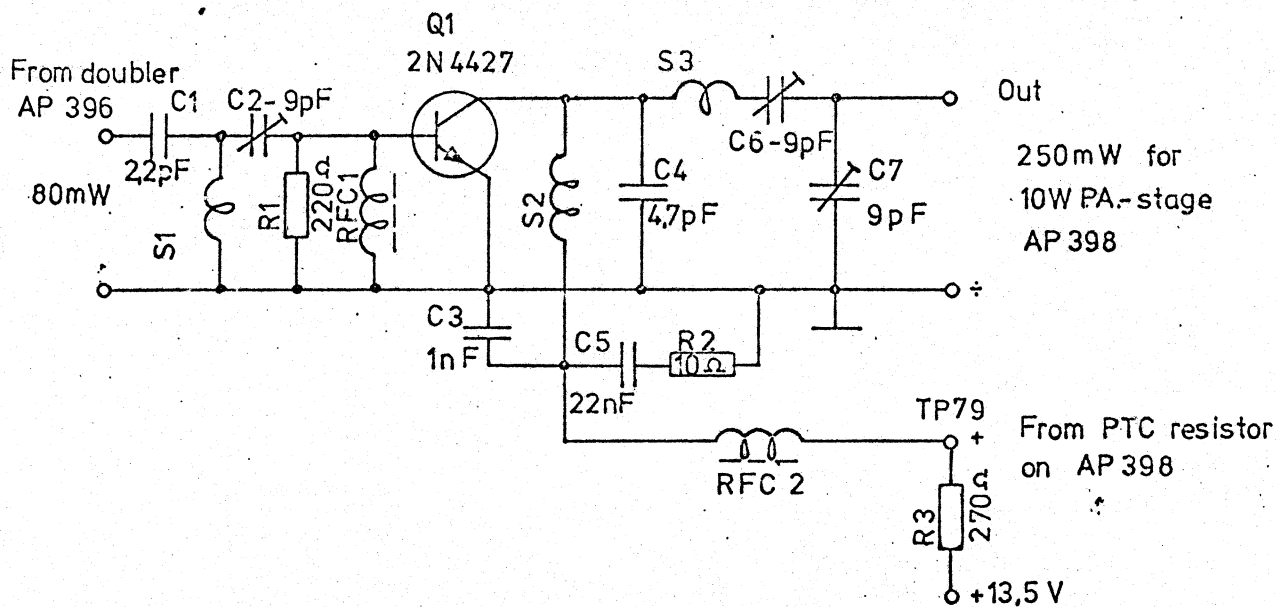 Q1
2N4427
From doubler
AP 396
C1
C2-9pF
S3
Out
2,2pF
C6-9pF
80mW
S1
R1
220Ω
RFC1
S2
C4
4,7pF
C7
9pF
250mW for
10W PA.-stage
AP 398
÷
C3
1nF
C5
22nF
R2
10Ω
TP79
+
From PTC resistor
on AP 398
RFC 2
R3
270Ω
+13,5 V